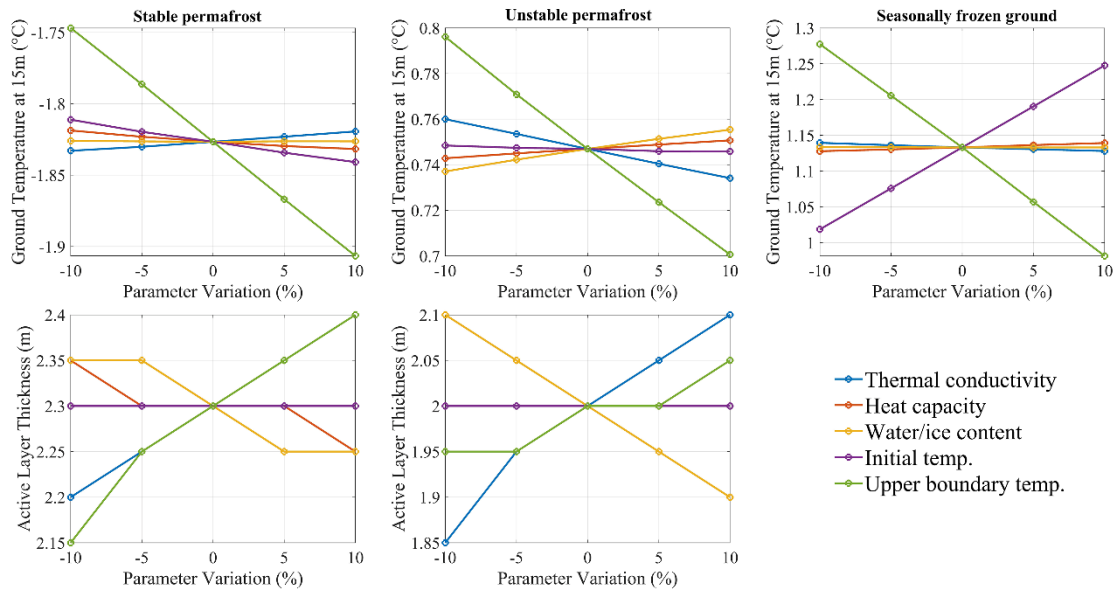 Stable permafrost
Ground Temperature at 15m (°C)
-1.75
-1.8
-1.85
-1.9
-10 -5 0 5 10
Parameter Variation (%)
Unstable permafrost
Ground Temperature at 15m (°C)
0.8
0.78
0.76
0.74
0.72
0.7
-10 -5 0 5 10
Parameter Variation (%)
Seasonally frozen ground
Ground Temperature at 15m (°C)
1.3
1.25
1.2
1.15
1.1
1.05
1
-10 -5 0 5 10
Parameter Variation (%)
Active Layer Thickness (m)
2.4
2.35
2.3
2.25
2.2
2.15
-10 -5 0 5 10
Parameter Variation (%)
Active Layer Thickness (m)
2.1
2.05
2
1.95
1.9
1.85
-10 -5 0 5 10
Parameter Variation (%)
Thermal conductivity
Heat capacity
Water/ice content
Initial temp.
Upper boundary temp.